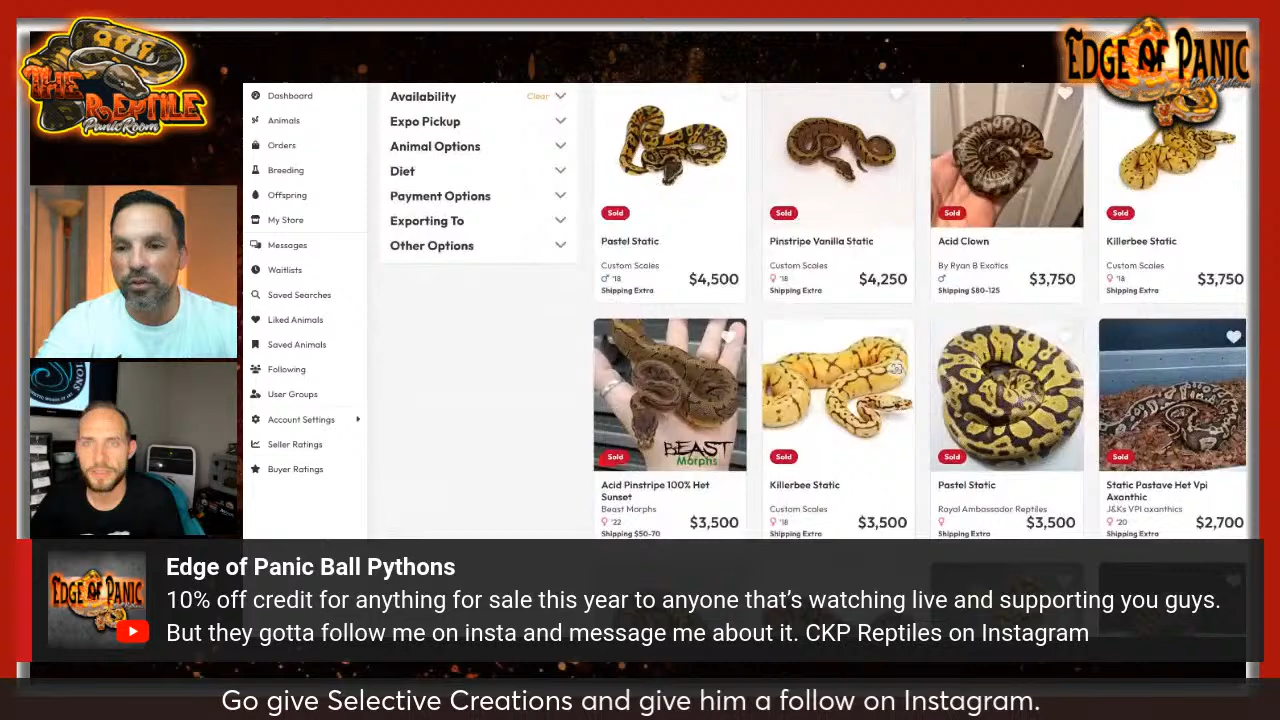 THE
REPTILE
Panic Room
EDGE OF PANIC
Ball Pythons
Dashboard
Animals
Orders
Breeding
Offspring
My Store
Messages
Waitlists
Saved Searches
Liked Animals
Saved Animals
Following
User Groups
Account Settings
Seller Ratings
Buyer Ratings
Availability Clear
Expo Pickup
Animal Options
Diet
Payment Options
Exporting To
Other Options
Sold
Pastel Static
Custom Scales
♂ $4,500
Shipping Extra
Sold
Pinstripe Vanilla Static
Custom Scales
♀ '18 $4,250
Shipping Extra
Sold
Acid Clown
By Ryan B Exotics
♂ $3,750
Shipping $80-125
Sold
Killerbee Static
Custom Scales
♀ '18 $3,750
Shipping Extra
BEAST
Morphs
Sold
Acid Pinstripe 100% Het
Sunset
Beast Morphs
♀ '22 $3,500
Shipping $50-70
Sold
Killerbee Static
Custom Scales
♀ '18 $3,500
Shipping Extra
Sold
Pastel Static
Royal Ambassador Reptiles
♀ $3,500
Shipping Extra
Sold
Static Pastave Het Vpi
Axanthic
J&Ks VPI axanthics
♀ '20 $2,700
Shipping Extra
EDGE OF PANIC
Edge of Panic Ball Pythons
10% off credit for anything for sale this year to anyone that's watching live and supporting you guys.
But they gotta follow me on insta and message me about it. CKP Reptiles on Instagram
Go give Selective Creations and give him a follow on Instagram.